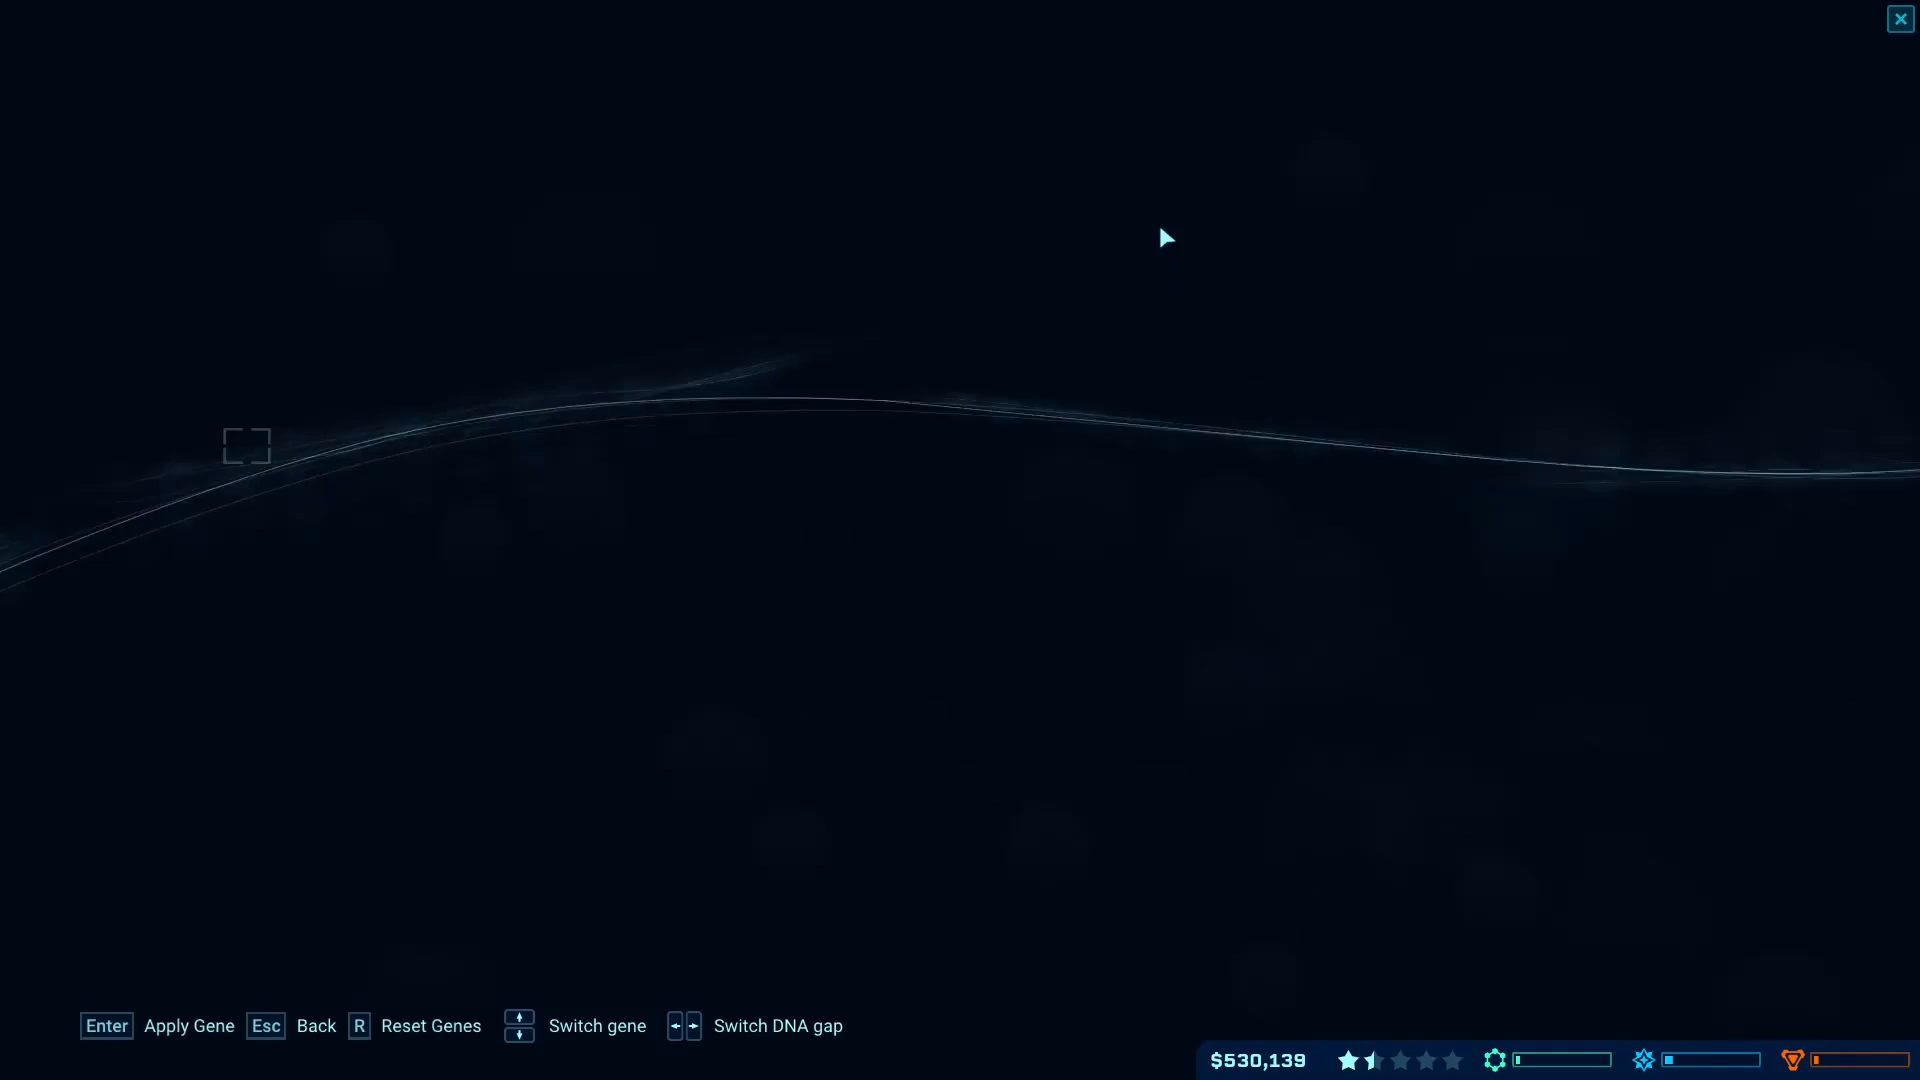 Enter Apply Gene Esc Back R Reset Genes Switch gene Switch DNA gap
$530,139